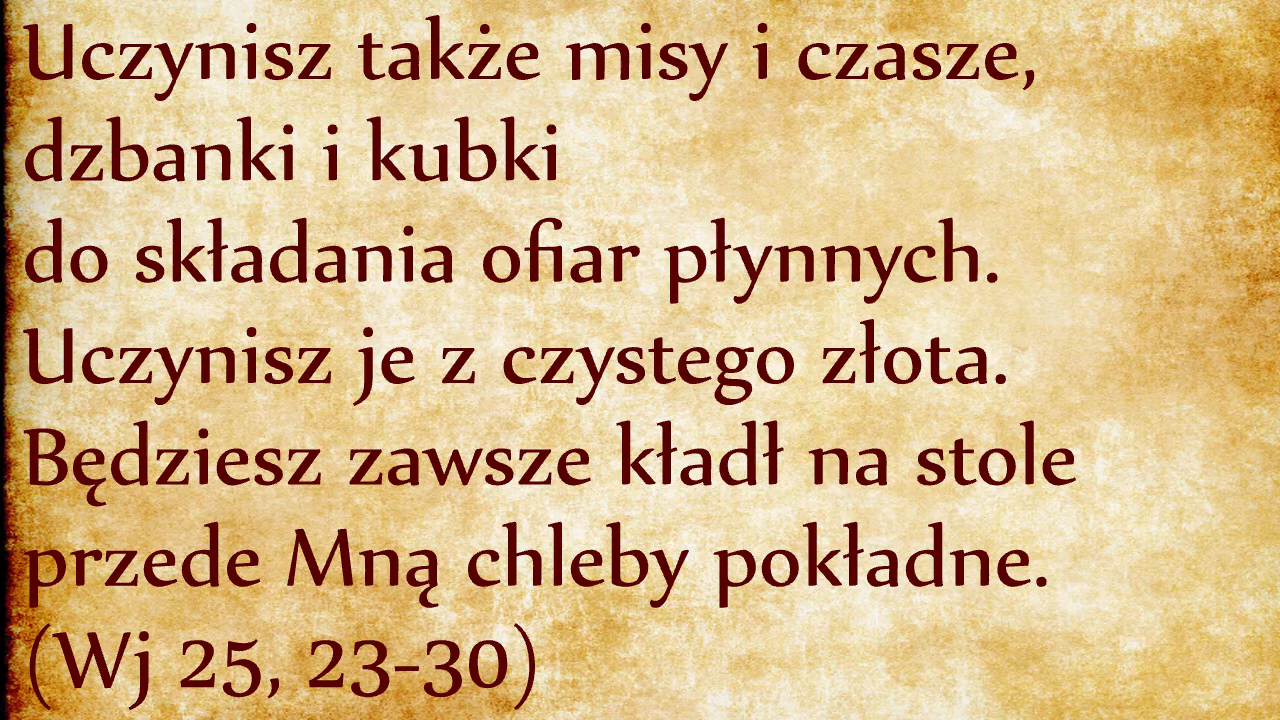 Uczynisz także misy i czasze,
dzbanki i kubki
do składania ofiar płynnych.
Uczynisz je z czystego złota.
Będziesz zawsze kładł na stole
przede Mną chleby pokładne.
(Wj 25, 23-30)